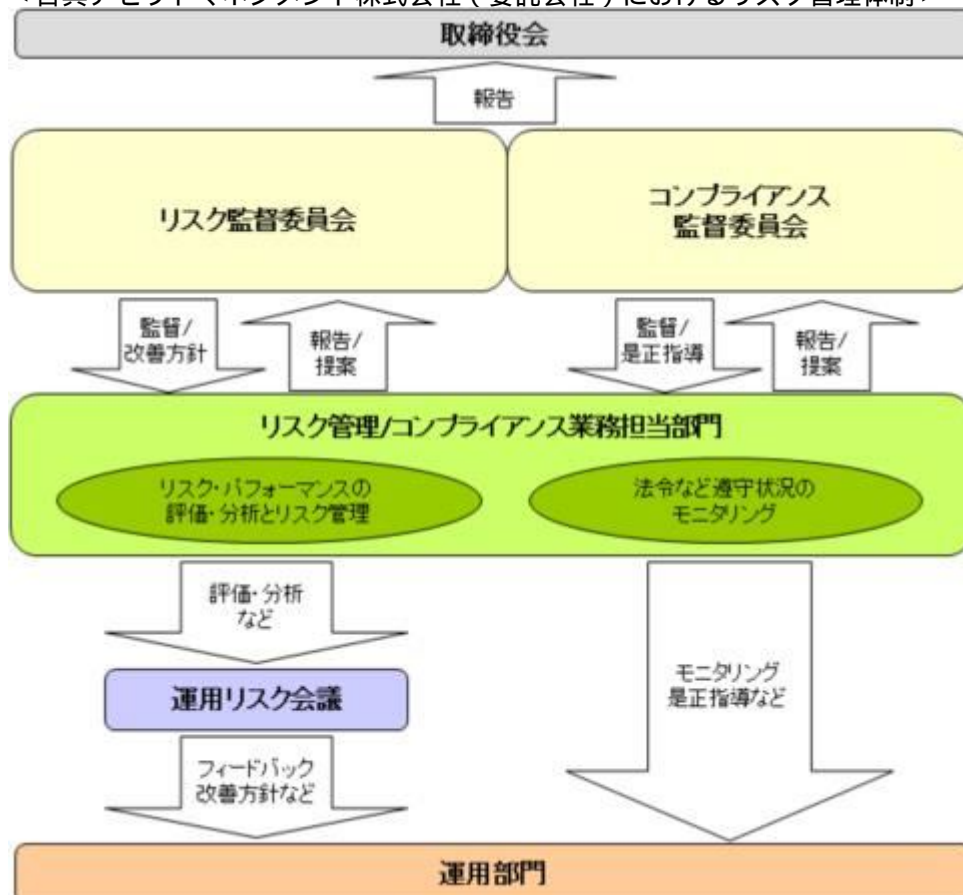 アセットマネジメント株式会社(委託会社)におけるリスク管理体制>
取締役会
報告
リスク監督委員会
コンプライアンス
監督委員会
監督/
改善方針
報告/
提案
監督/
是正指導
報告/
提案
リスク管理/コンプライアンス業務担当部門
リスク・パフォーマンスの
評価・分析とリスク管理
法令など遵守状況の
モニタリング
評価・分析
など
運用リスク会議
モニタリング
是正指導など
フィードバック
改善方針など
運用部門